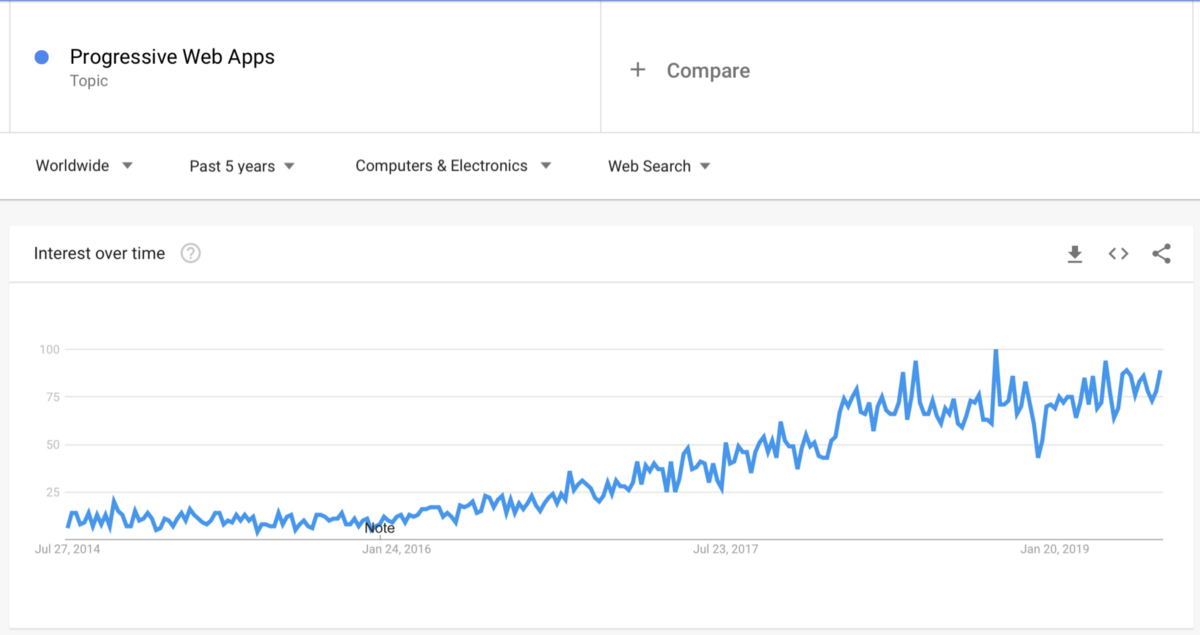 Progressive Web Apps
Topic
+ Compare
Worldwide Past 5 years Computers & Electronics Web Search
Interest over time ?
100
75
50
25
Note
Jul 27, 2014 Jan 24, 2016 Jul 23, 2017 Jan 20, 2019